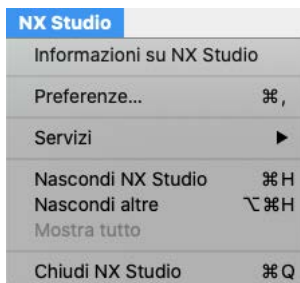 NX Studio
Informazioni su NX Studio
Preferenze... ⌘,
Servizi ▶
Nascondi NX Studio ⌘H
Nascondi altre ⌥⌘H
Mostra tutto
Chiudi NX Studio ⌘Q